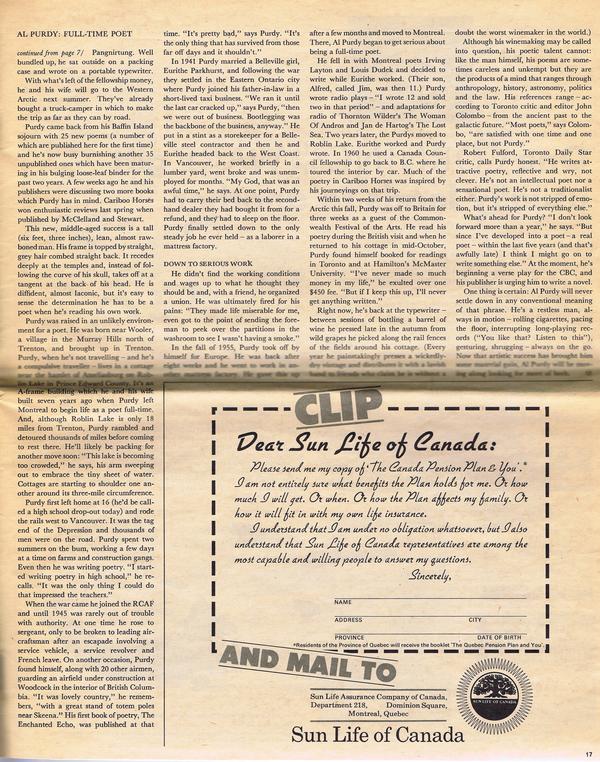 AL PURDY: FULL-TIME POET
continued from page 7/ Pangnirtung. Well
bundled up, he sat outside on a packing
case and wrote on a portable typewriter.
With what's left of the fellowship money,
he and his wife will go to the Western
Arctic next summer. They've already
bought a truck-camper in which to make
the trip as far as they can by road.
Purdy came back from his Baffin Island
sojourn with 25 new poems (a number of
which are published here for the first time)
and he's now busy burnishing another 35
unpublished ones which have been matur-
ing in his bulging loose-leaf binder for the
past two years. A few weeks ago he and his
publishers were discussing two more books
which Purdy has in mind. Cariboo Horses
won enthusiastic reviews last spring when
published by McClelland and Stewart.
This new, middle-aged success is a tall
(six feet, three inches), lean, almost raw-
boned man. His frame is topped by straight,
grey hair combed straight back. It recedes
deeply at the temples and, instead of fol-
lowing the curve of his skull, takes off at a
tangent at the back of his head. He is
diffident, almost laconic, but it's easy to
sense the determination he has to be a
poet when he's reading his own work.
Purdy was raised in an unlikely environ-
ment for a poet. He was born near Wooler,
a village in the Murray Hills north of
Trenton, and brought up in Trenton.
Purdy, when he's not travelling – and he's
a compulsive traveller – lives in a cottage
near the hamlet of Ameliasburg on Rob-
lin Lake in Prince Edward County. It's an
A-frame building which he and his wife
built seven years ago when Purdy left
Montreal to begin life as a poet full-time.
And, although Roblin Lake is only 18
miles from Trenton, Purdy rambled and
detoured thousands of miles before coming
to rest there. He'll likely be packing for
another move soon: "This lake is becoming
too crowded," he says, his arm sweeping
out to embrace the tiny sheet of water.
Cottages are starting to shoulder one an-
other around its three-mile circumference.
Purdy first left home at 16 (he'd be call-
ed a high school drop-out today) and rode
the rails west to Vancouver. It was the tag
end of the Depression and thousands of
men were on the road. Purdy spent two
summers on the bum, working a few days
at a time on farms and construction gangs.
Even then he was writing poetry. "I start-
ed writing poetry in high school," he re-
calls. "It was the only thing I could do
that impressed the teachers."
When the war came he joined the RCAF
and until 1945 was rarely out of trouble
with authority. At one time he rose to
sergeant, only to be broken to leading air-
craftsman after an escapade involving a
service vehicle, a service revolver and
French leave. On another occasion, Purdy
found himself, along with 20 other airmen,
guarding an airfield under construction at
Woodcock in the interior of British Colum-
bia. "It was lovely country," he remem-
bers, "with a great stand of totem poles
near Skeena." His first book of poetry, The
Enchanted Echo, was published at that
time. "It's pretty bad," says Purdy. "It's
the only thing that has survived from those
far off days and it shouldn't."
In 1941 Purdy married a Belleville girl,
Eurithe Parkhurst, and following the war
they settled in the Eastern Ontario city
where Purdy joined his father-in-law in a
short-lived taxi business. "We ran it until
the last car cracked up," says Purdy, "then
we were out of business. Bootlegging was
the backbone of the business, anyway." He
put in a stint as a storekeeper for a Belle-
ville steel contractor and then he and
Eurithe headed back to the West Coast.
In Vancouver, he worked briefly in a
lumber yard, went broke and was unem-
ployed for months. "My God, that was an
awful time," he says. At one point, Purdy
had to carry their bed back to the second-
hand dealer they had bought it from for a
refund, and they had to sleep on the floor.
Purdy finally settled down to the only
steady job he ever held – as a laborer in a
mattress factory.
DOWN TO SERIOUS WORK
He didn't find the working conditions
and wages up to what he thought they
should be and, with a friend, he organized
a union. He was ultimately fired for his
pains: "They made life miserable for me,
even got to the point of sending the fore-
man to peek over the partitions in the
washroom to see I wasn't having a smoke."
In the fall of 1955, Purdy took off by
himself for Europe. He was back after
eight weeks and he went to work in an-
after a few months and moved to Montreal.
There, Al Purdy began to get serious about
being a full-time poet.
He fell in with Montreal poets Irving
Layton and Louis Dudek and decided to
write while Eurithe worked. (Their son,
Alfred, called Jim, was then 11.) Purdy
wrote radio plays – "I wrote 12 and sold
two in that period" – and adaptations for
radio of Thornton Wilder's The Woman
Of Andros and Jan de Hartog's The Lost
Sea. Two years later, the Purdys moved to
Roblin Lake. Eurithe worked and Purdy
wrote. In 1960 he used a Canada Coun-
cil fellowship to go back to B.C. where he
toured the interior by car. Much of the
poetry in Cariboo Horses was inspired by
his journeyings on that trip.
Within two weeks of his return from the
Arctic this fall, Purdy was off to Britain for
three weeks as a guest of the Common-
wealth Festival of the Arts. He read his
poetry during the British visit and when he
returned to his cottage in mid-October,
Purdy found himself booked for readings
in Toronto and at Hamilton's McMaster
University. "I've never made so much
money in my life," he exulted over one
$450 fee. "But if I keep this up, I'll never
get anything written."
Right now, he's back at the typewriter –
between sessions of bottling a barrel of
wine he pressed late in the autumn from
wild grapes he picked along the rail fences
of the fields around his cottage. (Every
year he painstakingly presses a wickedly-
dry vintage and distributes it with a lavish
doubt the worst winemaker in the world.)
Although his winemaking may be called
into question, his poetic talent cannot:
like the man himself, his poems are some-
times careless and unkempt but they are
the products of a mind that ranges through
anthropology, history, astronomy, politics
and the law. His references range – ac-
cording to Toronto critic and editor John
Colombo – from the ancient past to the
galactic future. "Most poets," says Colom-
bo, "are satisfied with one time and one
place, but not Purdy."
Robert Fulford, Toronto Daily Star
critic, calls Purdy honest. "He writes at-
tractive poetry, reflective and wry, not
clever. He's not an intellectual poet nor a
sensational poet. He's not a traditionalist
either. Purdy's work is not stripped of emo-
tion, but it's stripped of everything else."
What's ahead for Purdy? "I don't look
forward more than a year," he says. "But
since I've developed into a poet – a real
poet – within the last five years (and that's
awfully late) I think I might go on to
write something else." At the moment, he's
beginning a verse play for the CBC, and
his publisher is urging him to write a novel.
One thing is certain: Al Purdy will never
settle down in any conventional meaning
of that phrase. He's a restless man, al-
ways in motion – rolling cigarettes, pacing
the floor, interrupting long-playing rec-
ords ("You like that? Listen to this!"),
gesturing, shrugging – always on the go.
Now that artistic success has brought him
CLIP
Dear Sun Life of Canada:
Please send me my copy of 'The Canada Pension Plan & You'.*
I am not entirely sure what benefits the Plan holds for me. Or how
much I will get. Or when. Or how the Plan affects my family. Or
how it will fit in with my own life insurance.
I understand that I am under no obligation whatsoever, but I also
understand that Sun Life of Canada representatives are among the
most capable and willing people to answer my questions.
Sincerely,
NAME
ADDRESS CITY
PROVINCE DATE OF BIRTH
*Residents of the Province of Quebec will receive the booklet 'The Quebec Pension Plan and You'.
AND MAIL TO
Sun Life Assurance Company of Canada,
Department 218, Dominion Square,
Montreal, Quebec
Sun Life of Canada
SUN LIFE OF CANADA
17